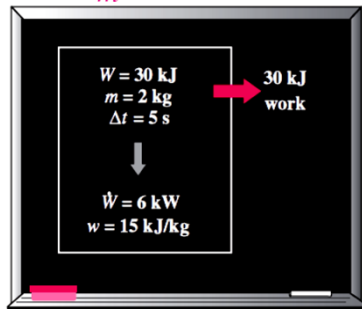 W = 30 kJ
m = 2 kg
Δt = 5 s
30 kJ
work
Ẇ = 6 kW
w = 15 kJ/kg